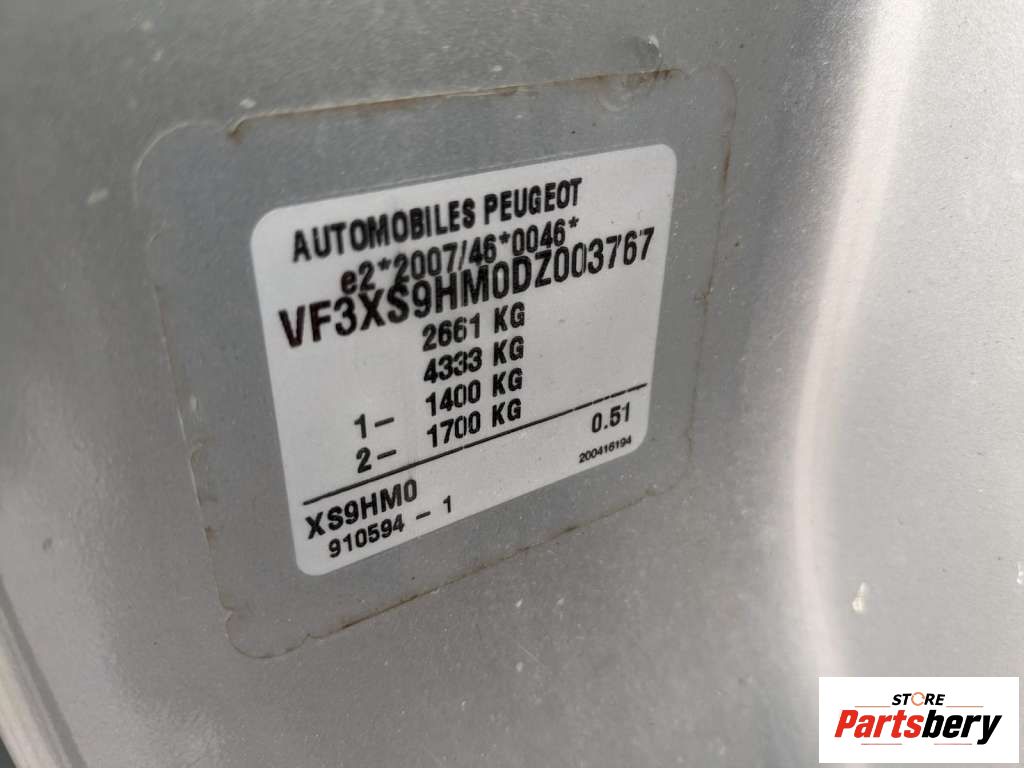 AUTOMOBILES PEUGEOT
e2*2007/46*0046*
VF3XS9HM0DZ003767
2661 KG
4333 KG
1- 1400 KG
2- 1700 KG
0.51
200416194
XS9HM0
910594 - 1
STORE
Partsbery